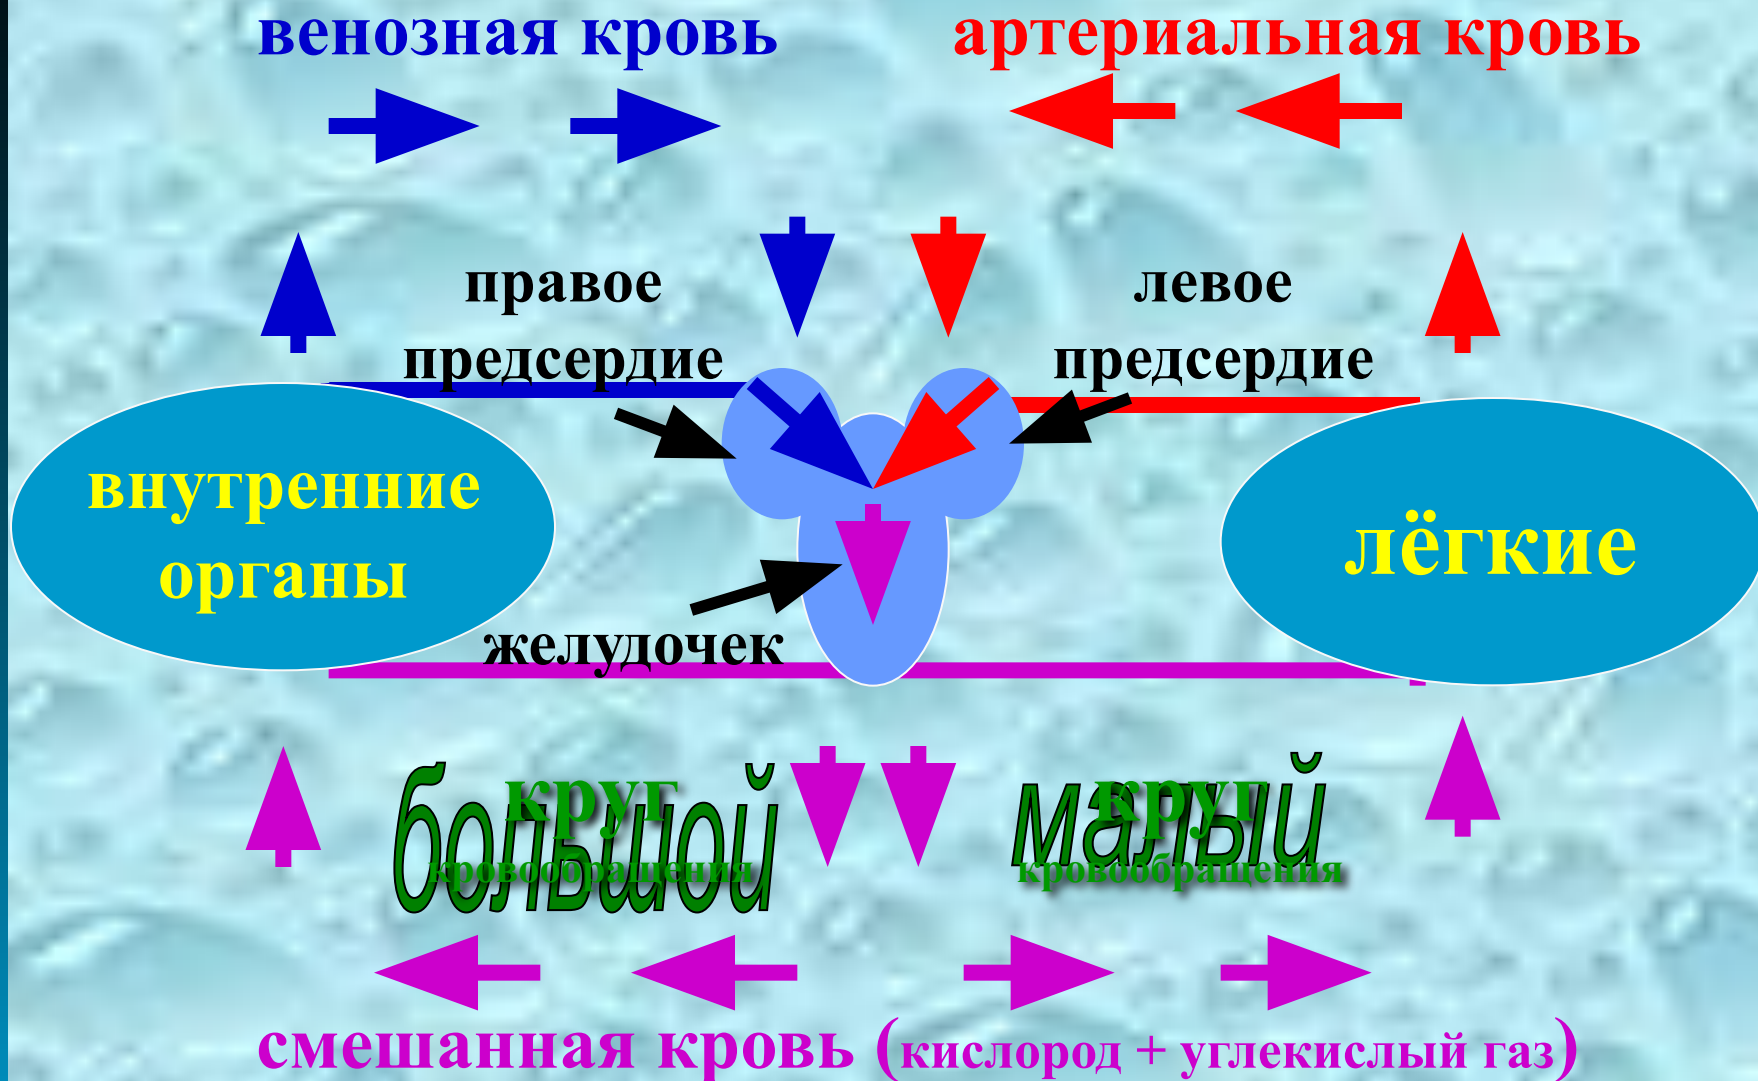 венозная кровь
артериальная кровь
правое
предсердие
левое
предсердие
внутренние
органы
лёгкие
желудочек
большой
круг
кровообращения
малый
круг
кровообращения
смешанная кровь (кислород + углекислый газ)